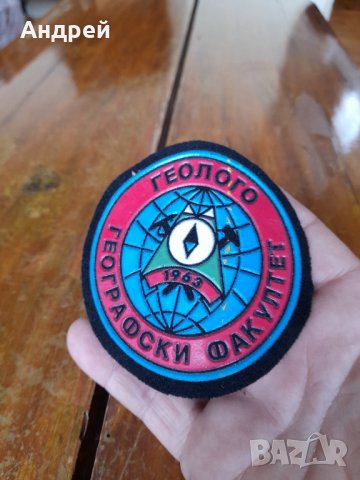 Андрей
ГЕОЛОГО
ГЕОГРАФСКИ ФАКУЛТЕТ
1963
BAZAR